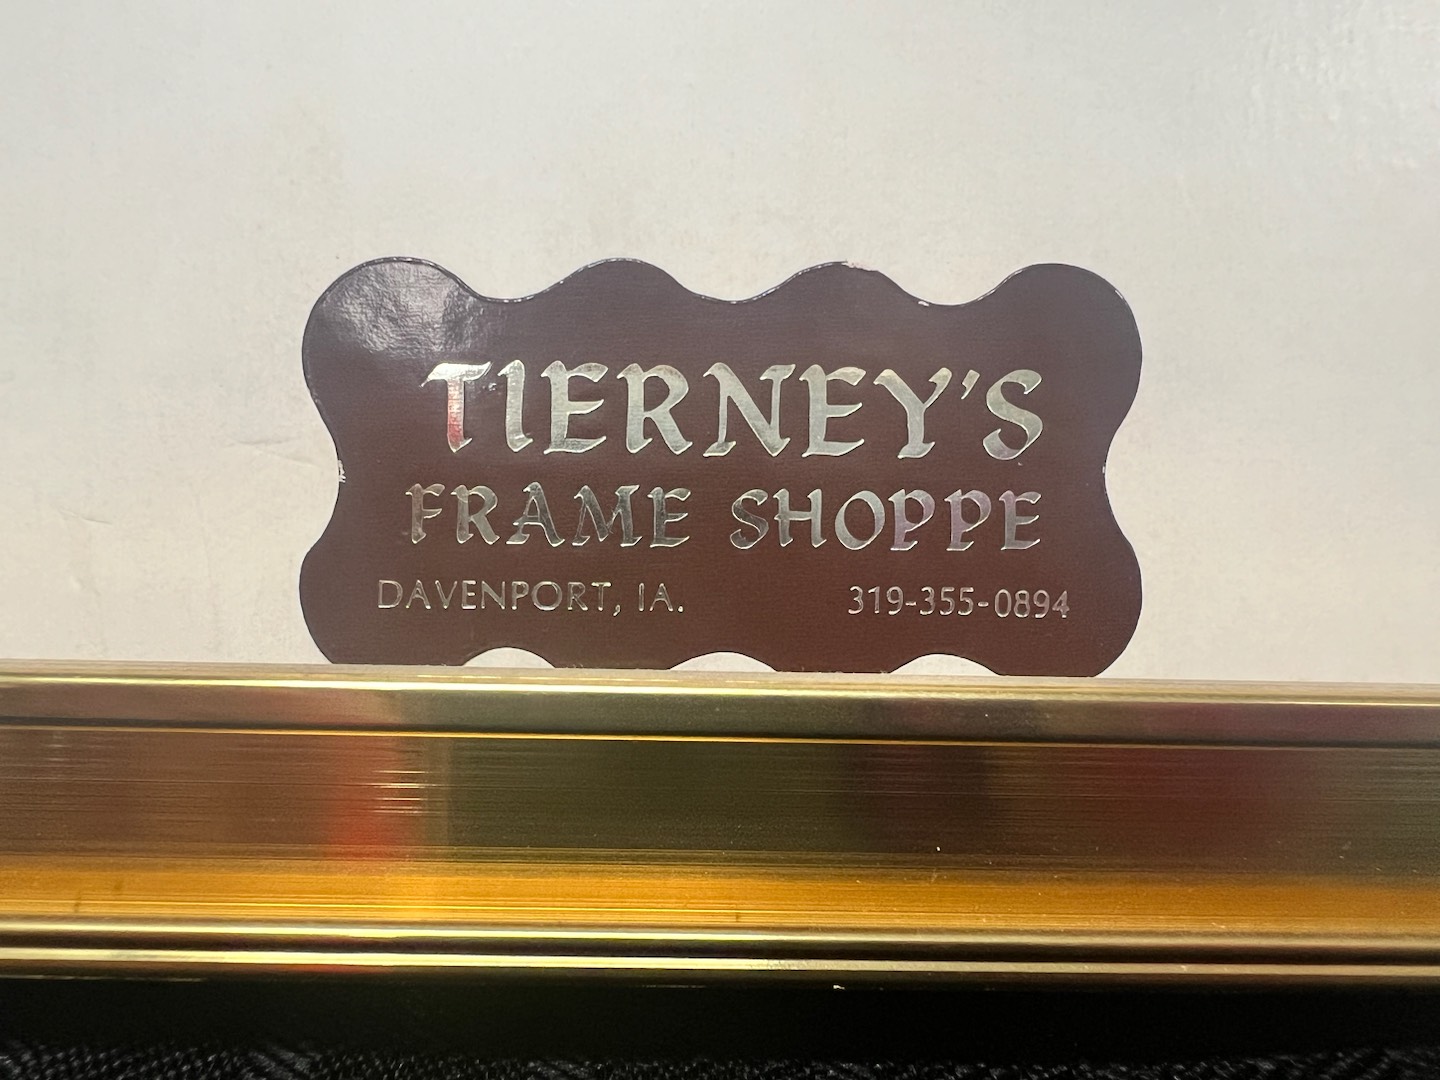 TIERNEY'S
FRAME SHOPPE
DAVENPORT, IA. 319-355-0894